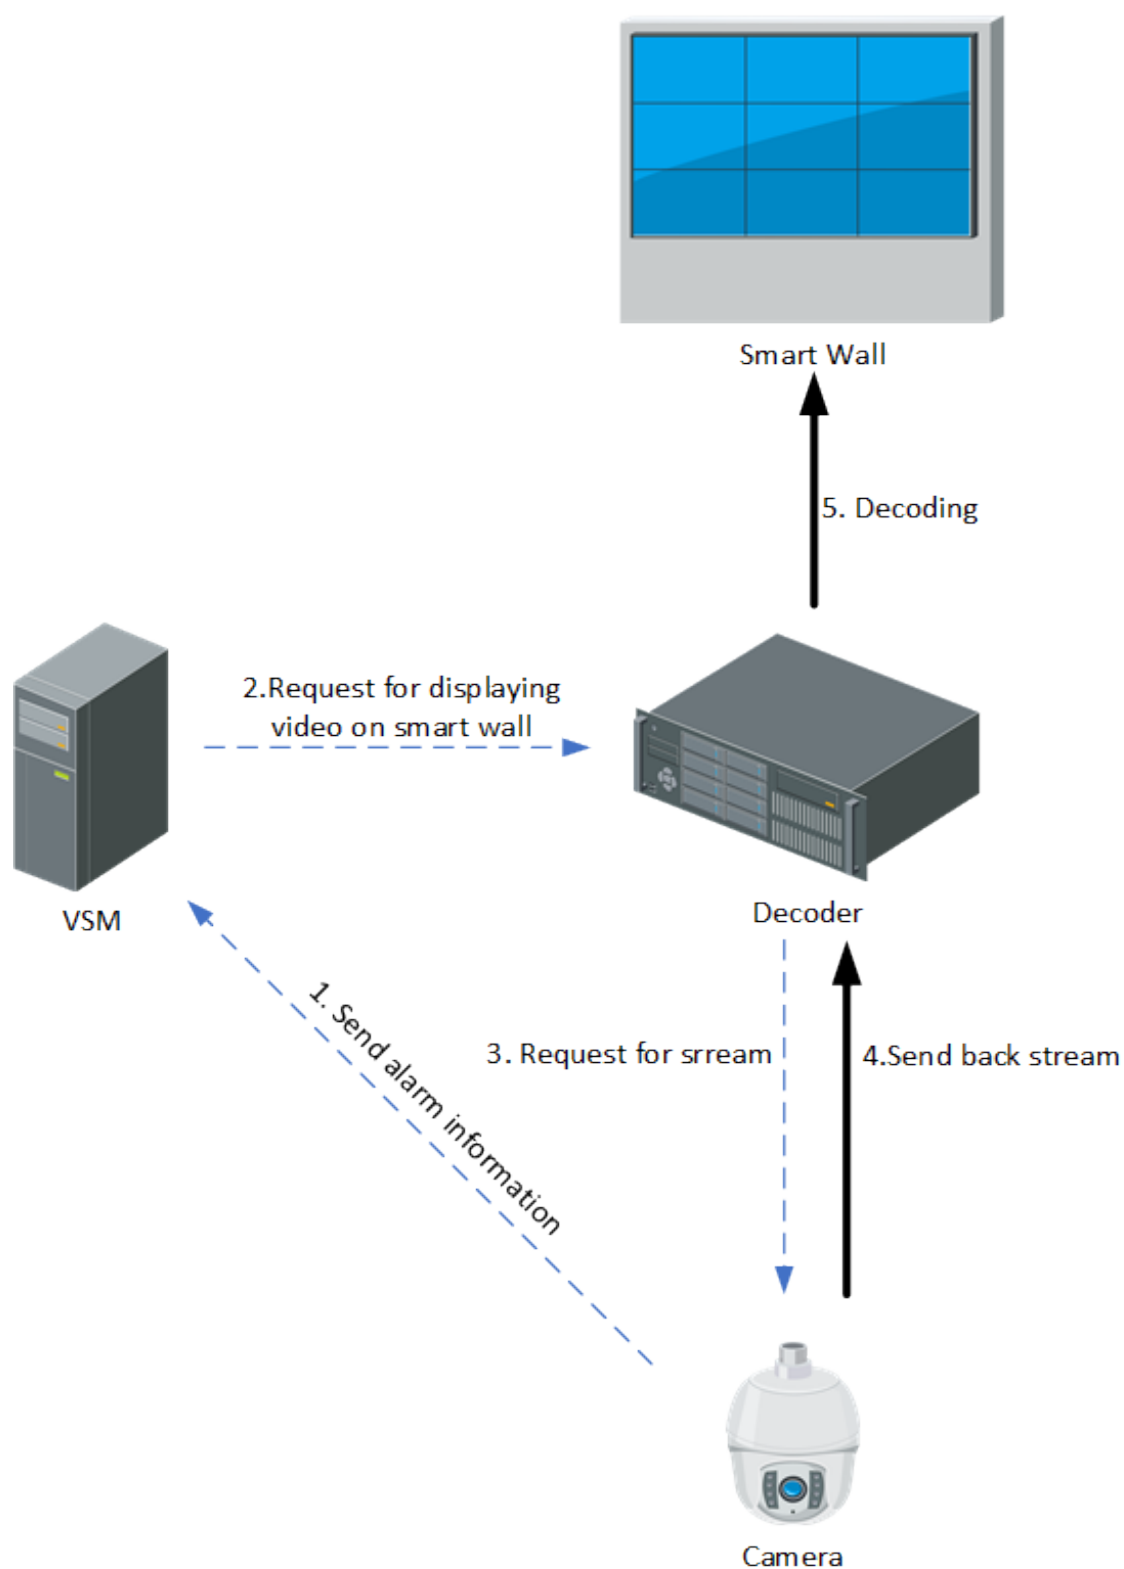 Smart Wall
5. Decoding
2.Request for displaying
video on smart wall
Decoder
VSM
1. Send alarm information
3. Request for srream
4.Send back stream
Camera